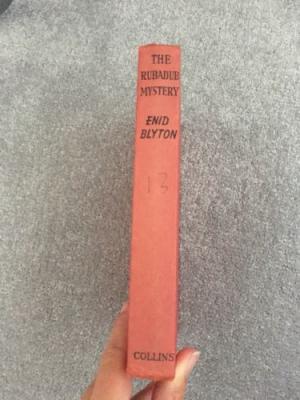 THE
RUBADUB
MYSTERY
ENID
BLYTON
13
COLLINS